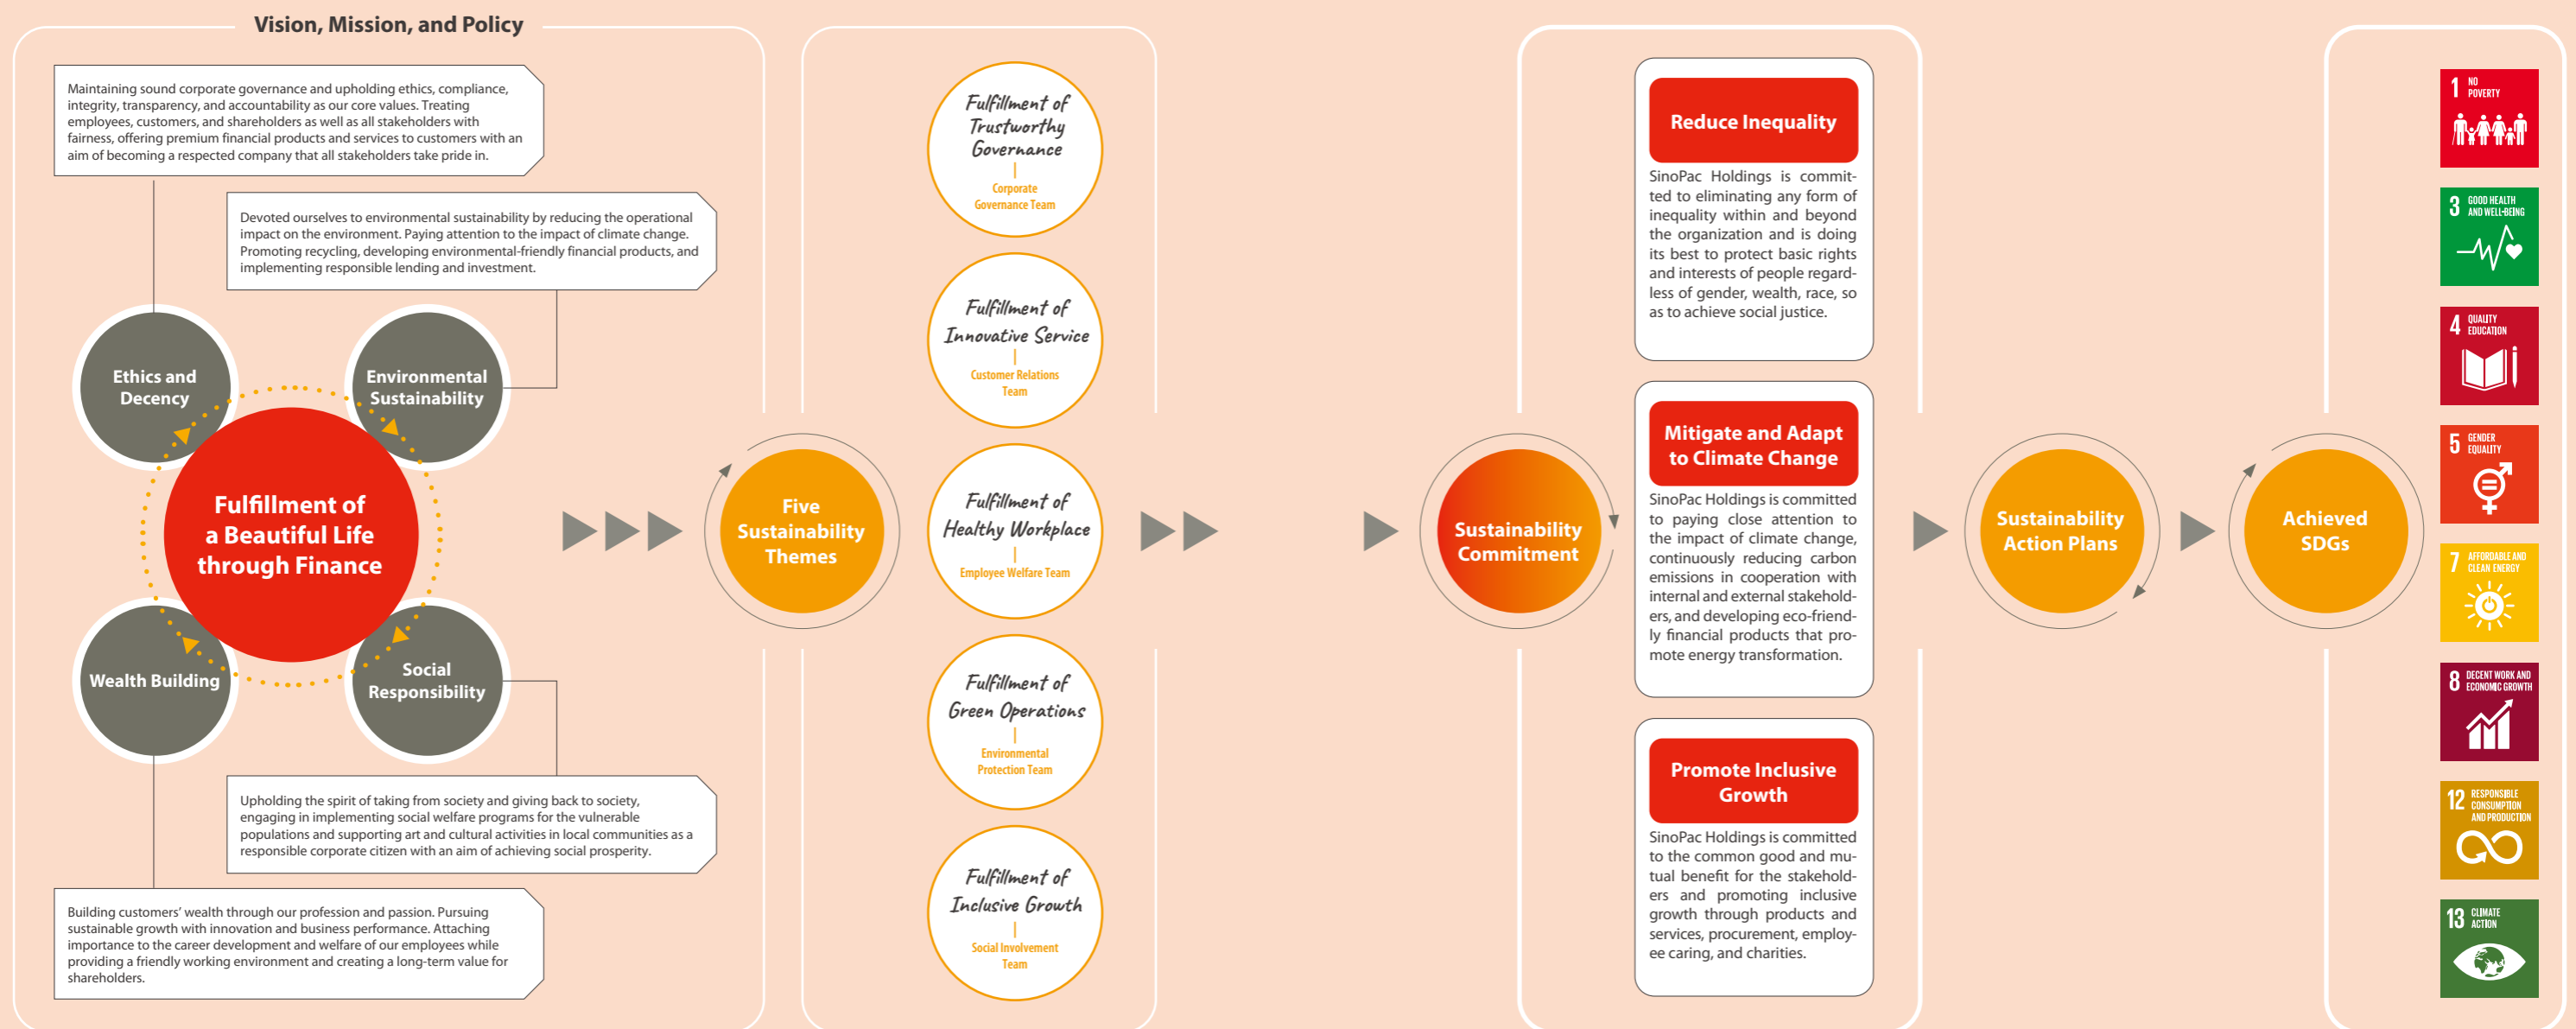 Vision, Mission, and Policy
Maintaining sound corporate governance and upholding ethics, compliance,
integrity, transparency, and accountability as our core values. Treating
employees, customers, and shareholders as well as all stakeholders with
fairness, offering premium financial products and services to customers with an
aim of becoming a respected company that all stakeholders take pride in.
Devoted ourselves to environmental sustainability by reducing the operational
impact on the environment. Paying attention to the impact of climate change.
Promoting recycling, developing environmental-friendly financial products, and
implementing responsible lending and investment.
Ethics and
Decency
Environmental
Sustainability
Fulfillment of
a Beautiful Life
through Finance
Wealth Building
Social
Responsibility
Upholding the spirit of taking from society and giving back to society,
engaging in implementing social welfare programs for the vulnerable
populations and supporting art and cultural activities in local communities as a
responsible corporate citizen with an aim of achieving social prosperity.
Building customers' wealth through our profession and passion. Pursuing
sustainable growth with innovation and business performance. Attaching
importance to the career development and welfare of our employees while
providing a friendly working environment and creating a long-term value for
shareholders.
Five
Sustainability
Themes
Fulfillment of
Trustworthy
Governance
Corporate
Governance Team
Fulfillment of
Innovative Service
Customer Relations
Team
Fulfillment of
Healthy Workplace
Employee Welfare Team
Fulfillment of
Green Operations
Environmental
Protection Team
Fulfillment of
Inclusive Growth
Social Involvement
Team
Sustainability
Commitment
Reduce Inequality
SinoPac Holdings is commit-
ted to eliminating any form of
inequality within and beyond
the organization and is doing
its best to protect basic rights
and interests of people regard-
less of gender, wealth, race, so
as to achieve social justice.
Mitigate and Adapt
to Climate Change
SinoPac Holdings is committed
to paying close attention to
the impact of climate change,
continuously reducing carbon
emissions in cooperation with
internal and external stakehold-
ers, and developing eco-friend-
ly financial products that pro-
mote energy transformation.
Promote Inclusive
Growth
SinoPac Holdings is committed
to the common good and mu-
tual benefit for the stakehold-
ers and promoting inclusive
growth through products and
services, procurement, employ-
ee caring, and charities.
Sustainability
Action Plans
Achieved
SDGs
1 NO
POVERTY
3 GOOD HEALTH
AND WELL-BEING
4 QUALITY
EDUCATION
5 GENDER
EQUALITY
7 AFFORDABLE AND
CLEAN ENERGY
8 DECENT WORK AND
ECONOMIC GROWTH
12 RESPONSIBLE
CONSUMPTION
AND PRODUCTION
13 CLIMATE
ACTION